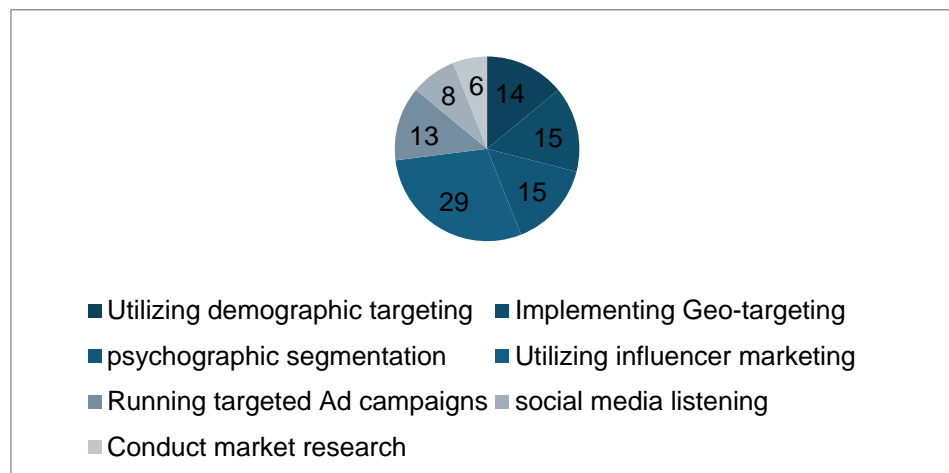 6
14
8
15
13
15
29
Utilizing demographic targeting
Implementing Geo-targeting
psychographic segmentation
Utilizing influencer marketing
Running targeted Ad campaigns
social media listening
Conduct market research